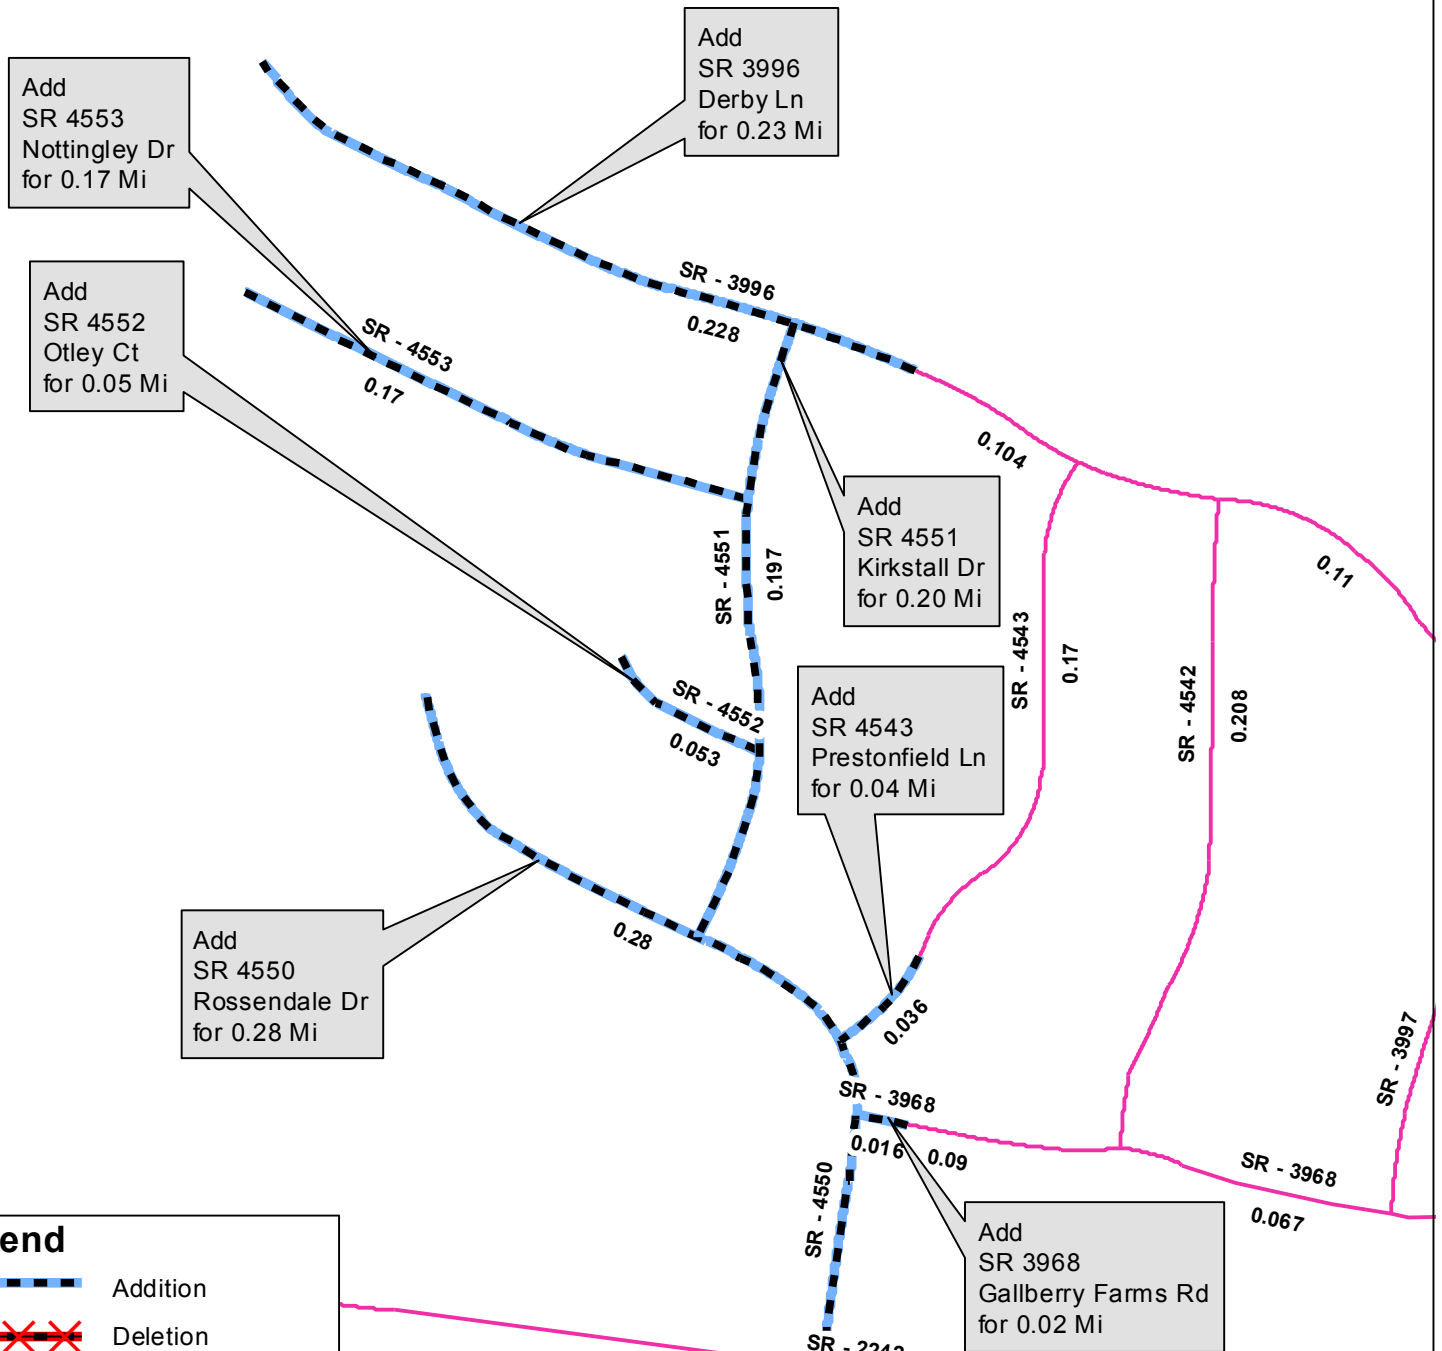 Add
SR 3996
Derby Ln
for 0.23 Mi
Add
SR 4553
Nottingley Dr
for 0.17 Mi
Add
SR 4552
Otley Ct
for 0.05 Mi
SR - 3996
0.228
SR - 4553
0.17
0.104
Add
SR 4551
Kirkstall Dr
for 0.20 Mi
SR - 4551
0.197
0.11
SR - 4543
0.17
SR - 4542
0.208
SR - 4552
0.053
Add
SR 4543
Prestonfield Ln
for 0.04 Mi
Add
SR 4550
Rossendale Dr
for 0.28 Mi
0.28
0.036
SR - 3997
SR - 3968
0.016
0.09
SR - 3968
0.067
SR - 4550
Add
SR 3968
Gallberry Farms Rd
for 0.02 Mi
end
Addition
Deletion
SR - 2242